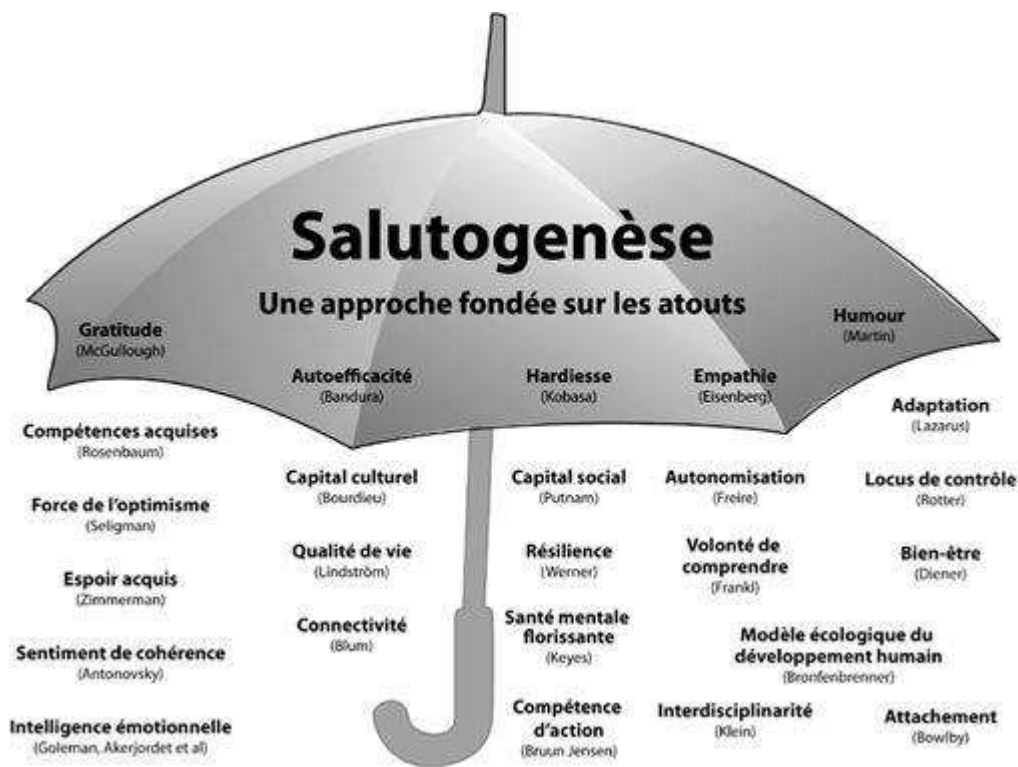 Salutogenèse
Une approche fondée sur les atouts
Gratitude
(McGullough)
Humour
(Martin)
Autoefficacité
(Bandura)
Hardiesse
(Kobasa)
Empathie
(Eisenberg)
Adaptation
(Lazarus)
Compétences acquises
(Rosenbaum)
Capital culturel
(Bourdieu)
Capital social
(Putnam)
Autonomisation
(Freire)
Locus de contrôle
(Rotter)
Force de l'optimisme
(Seligman)
Qualité de vie
(Lindström)
Résilience
(Werner)
Volonté de
comprendre
(Frankl)
Bien-être
(Diener)
Espoir acquis
(Zimmerman)
Connectivité
(Blum)
Santé mentale
florissante
(Keyes)
Modèle écologique du
développement humain
(Bronfenbrenner)
Sentiment de cohérence
(Antonovsky)
Intelligence émotionnelle
(Goleman, Akerjordet et al)
Compétence
d'action
(Bruun Jensen)
Interdisciplinarité
(Klein)
Attachement
(Bowlby)